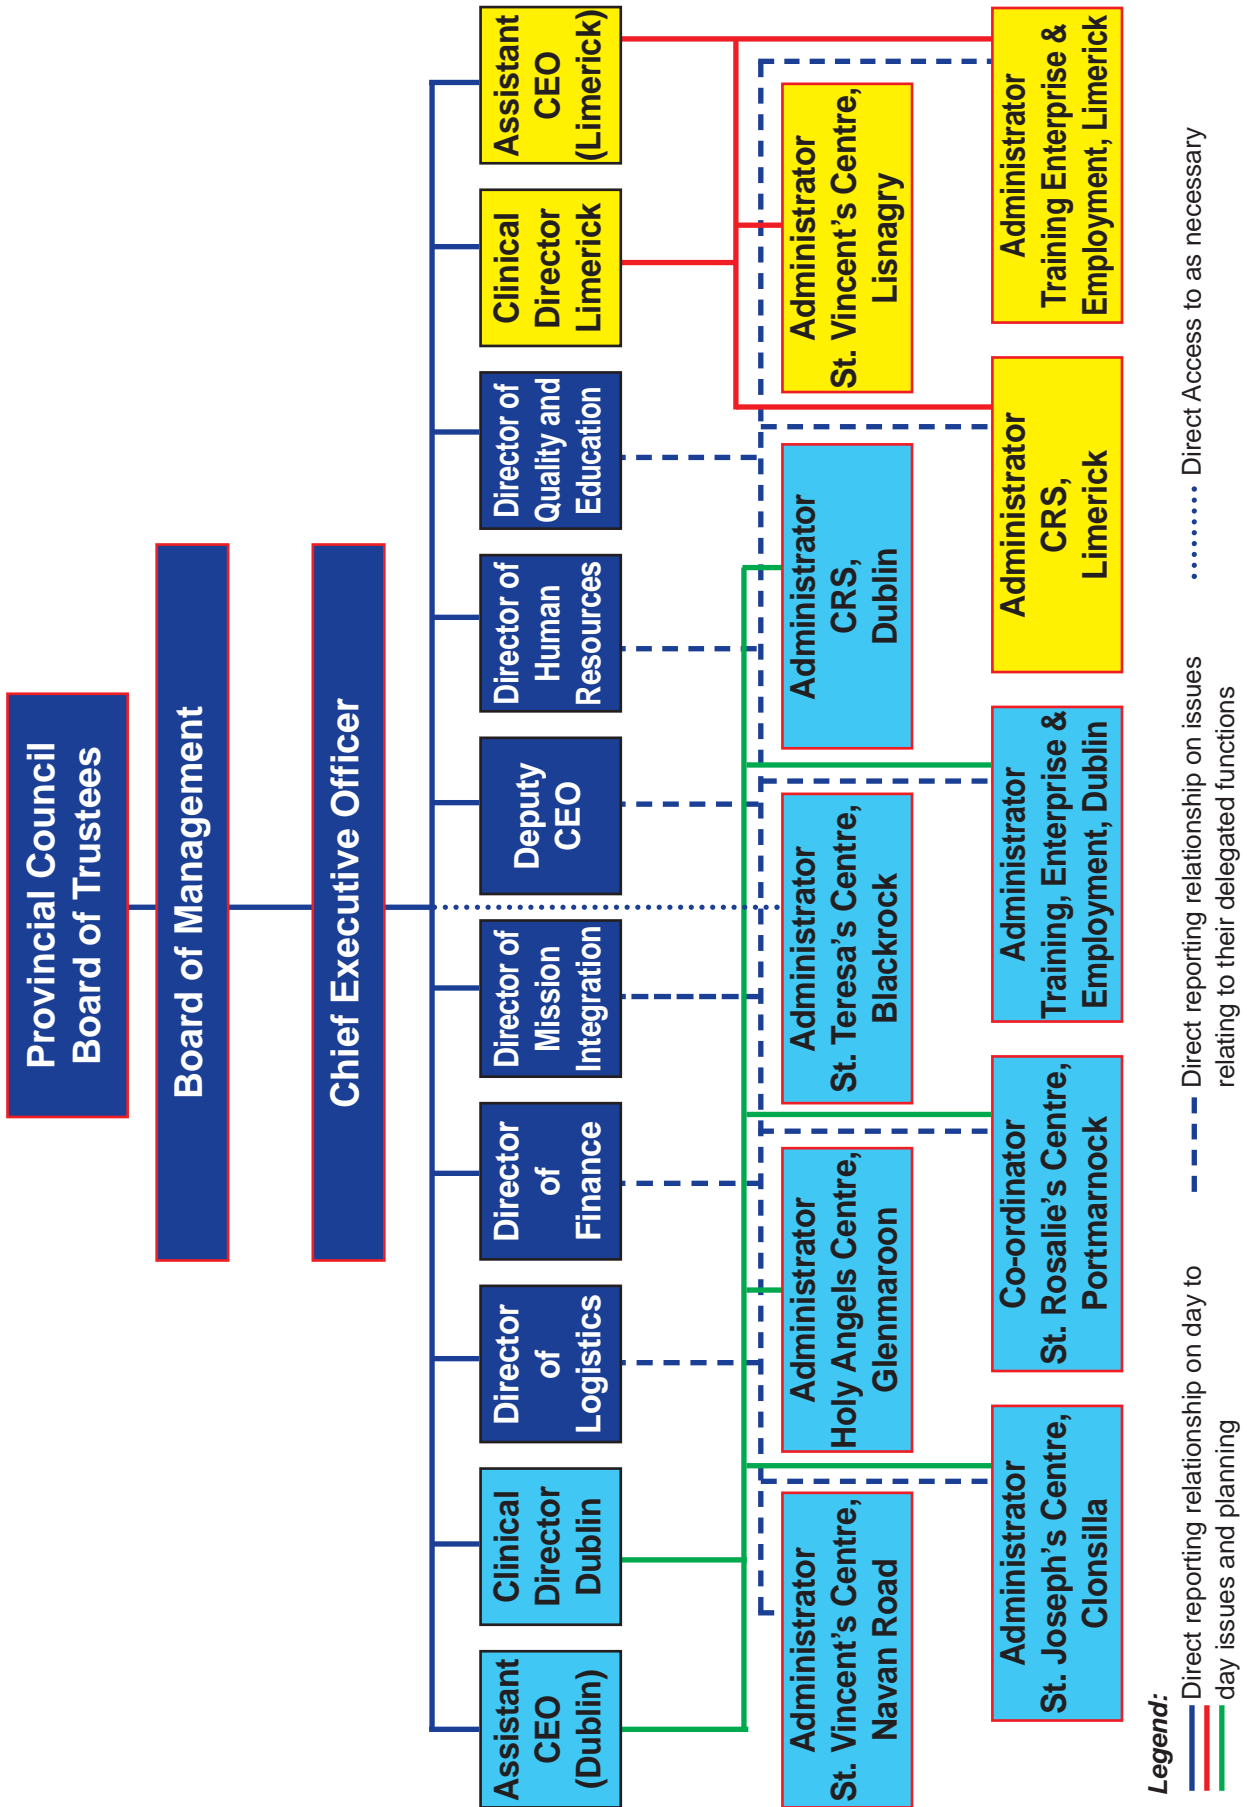 Provincial Council
Board of Trustees
Board of Management
Chief Executive Officer
Assistant
CEO
(Dublin)
Clinical
Director
Dublin
Director
of
Logistics
Director
of
Finance
Director of
Mission
Integration
Deputy
CEO
Director of
Human
Resources
Director of
Quality and
Education
Clinical
Director
Limerick
Assistant
CEO
(Limerick)
Administrator
St. Vincent's Centre,
Navan Road
Administrator
Holy Angels Centre,
Glenmaroon
Administrator
St. Teresa's Centre,
Blackrock
Administrator
CRS,
Dublin
Administrator
St. Vincent's Centre,
Lisnagry
Administrator
St. Joseph's Centre,
Clonsilla
Co-ordinator
St. Rosalie's Centre,
Portmarnock
Administrator
Training, Enterprise &
Employment, Dublin
Administrator
CRS,
Limerick
Administrator
Training Enterprise &
Employment, Limerick
Legend:
Direct reporting relationship on day to
day issues and planning
Direct reporting relationship on issues
relating to their delegated functions
Direct Access to as necessary